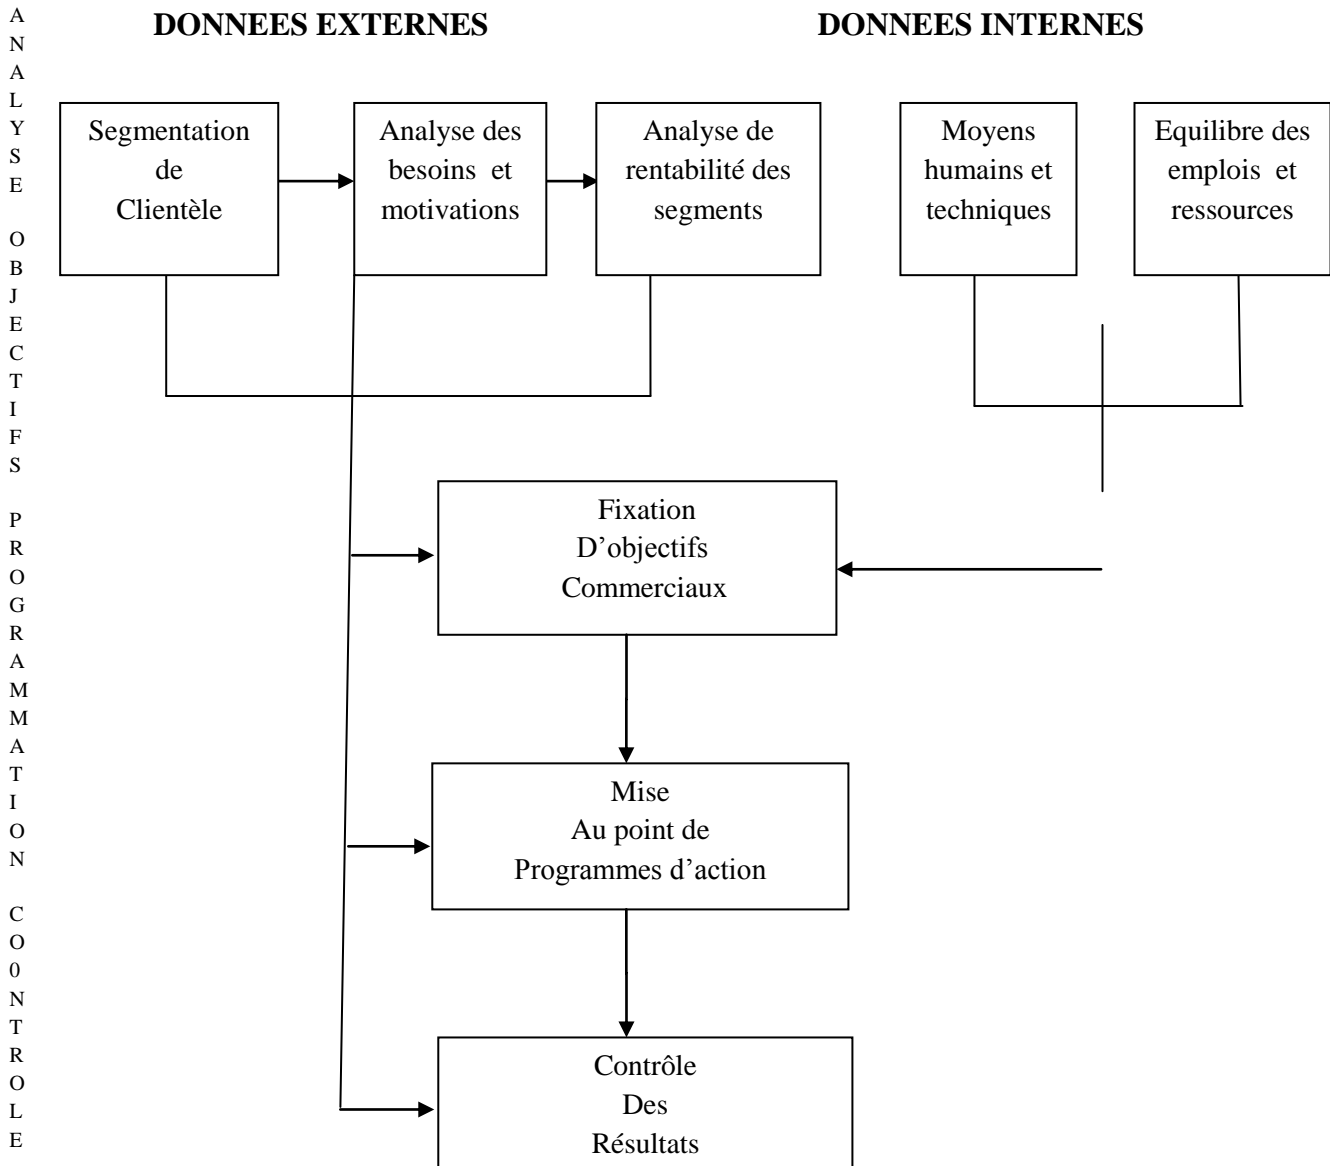 A
N
A
L
Y
S
E
O
B
J
E
C
T
I
F
S
P
R
O
G
R
A
M
M
A
T
I
O
N
C
O
0
N
T
R
O
L
E
DONNEES EXTERNES
DONNEES INTERNES
Segmentation
de
Clientèle
Analyse des
besoins et
motivations
Analyse de
rentabilité des
segments
Moyens
humains et
techniques
Equilibre des
emplois et
ressources
Fixation
D’objectifs
Commerciaux
Mise
Au point de
Programmes d’action
Contrôle
Des
Résultats